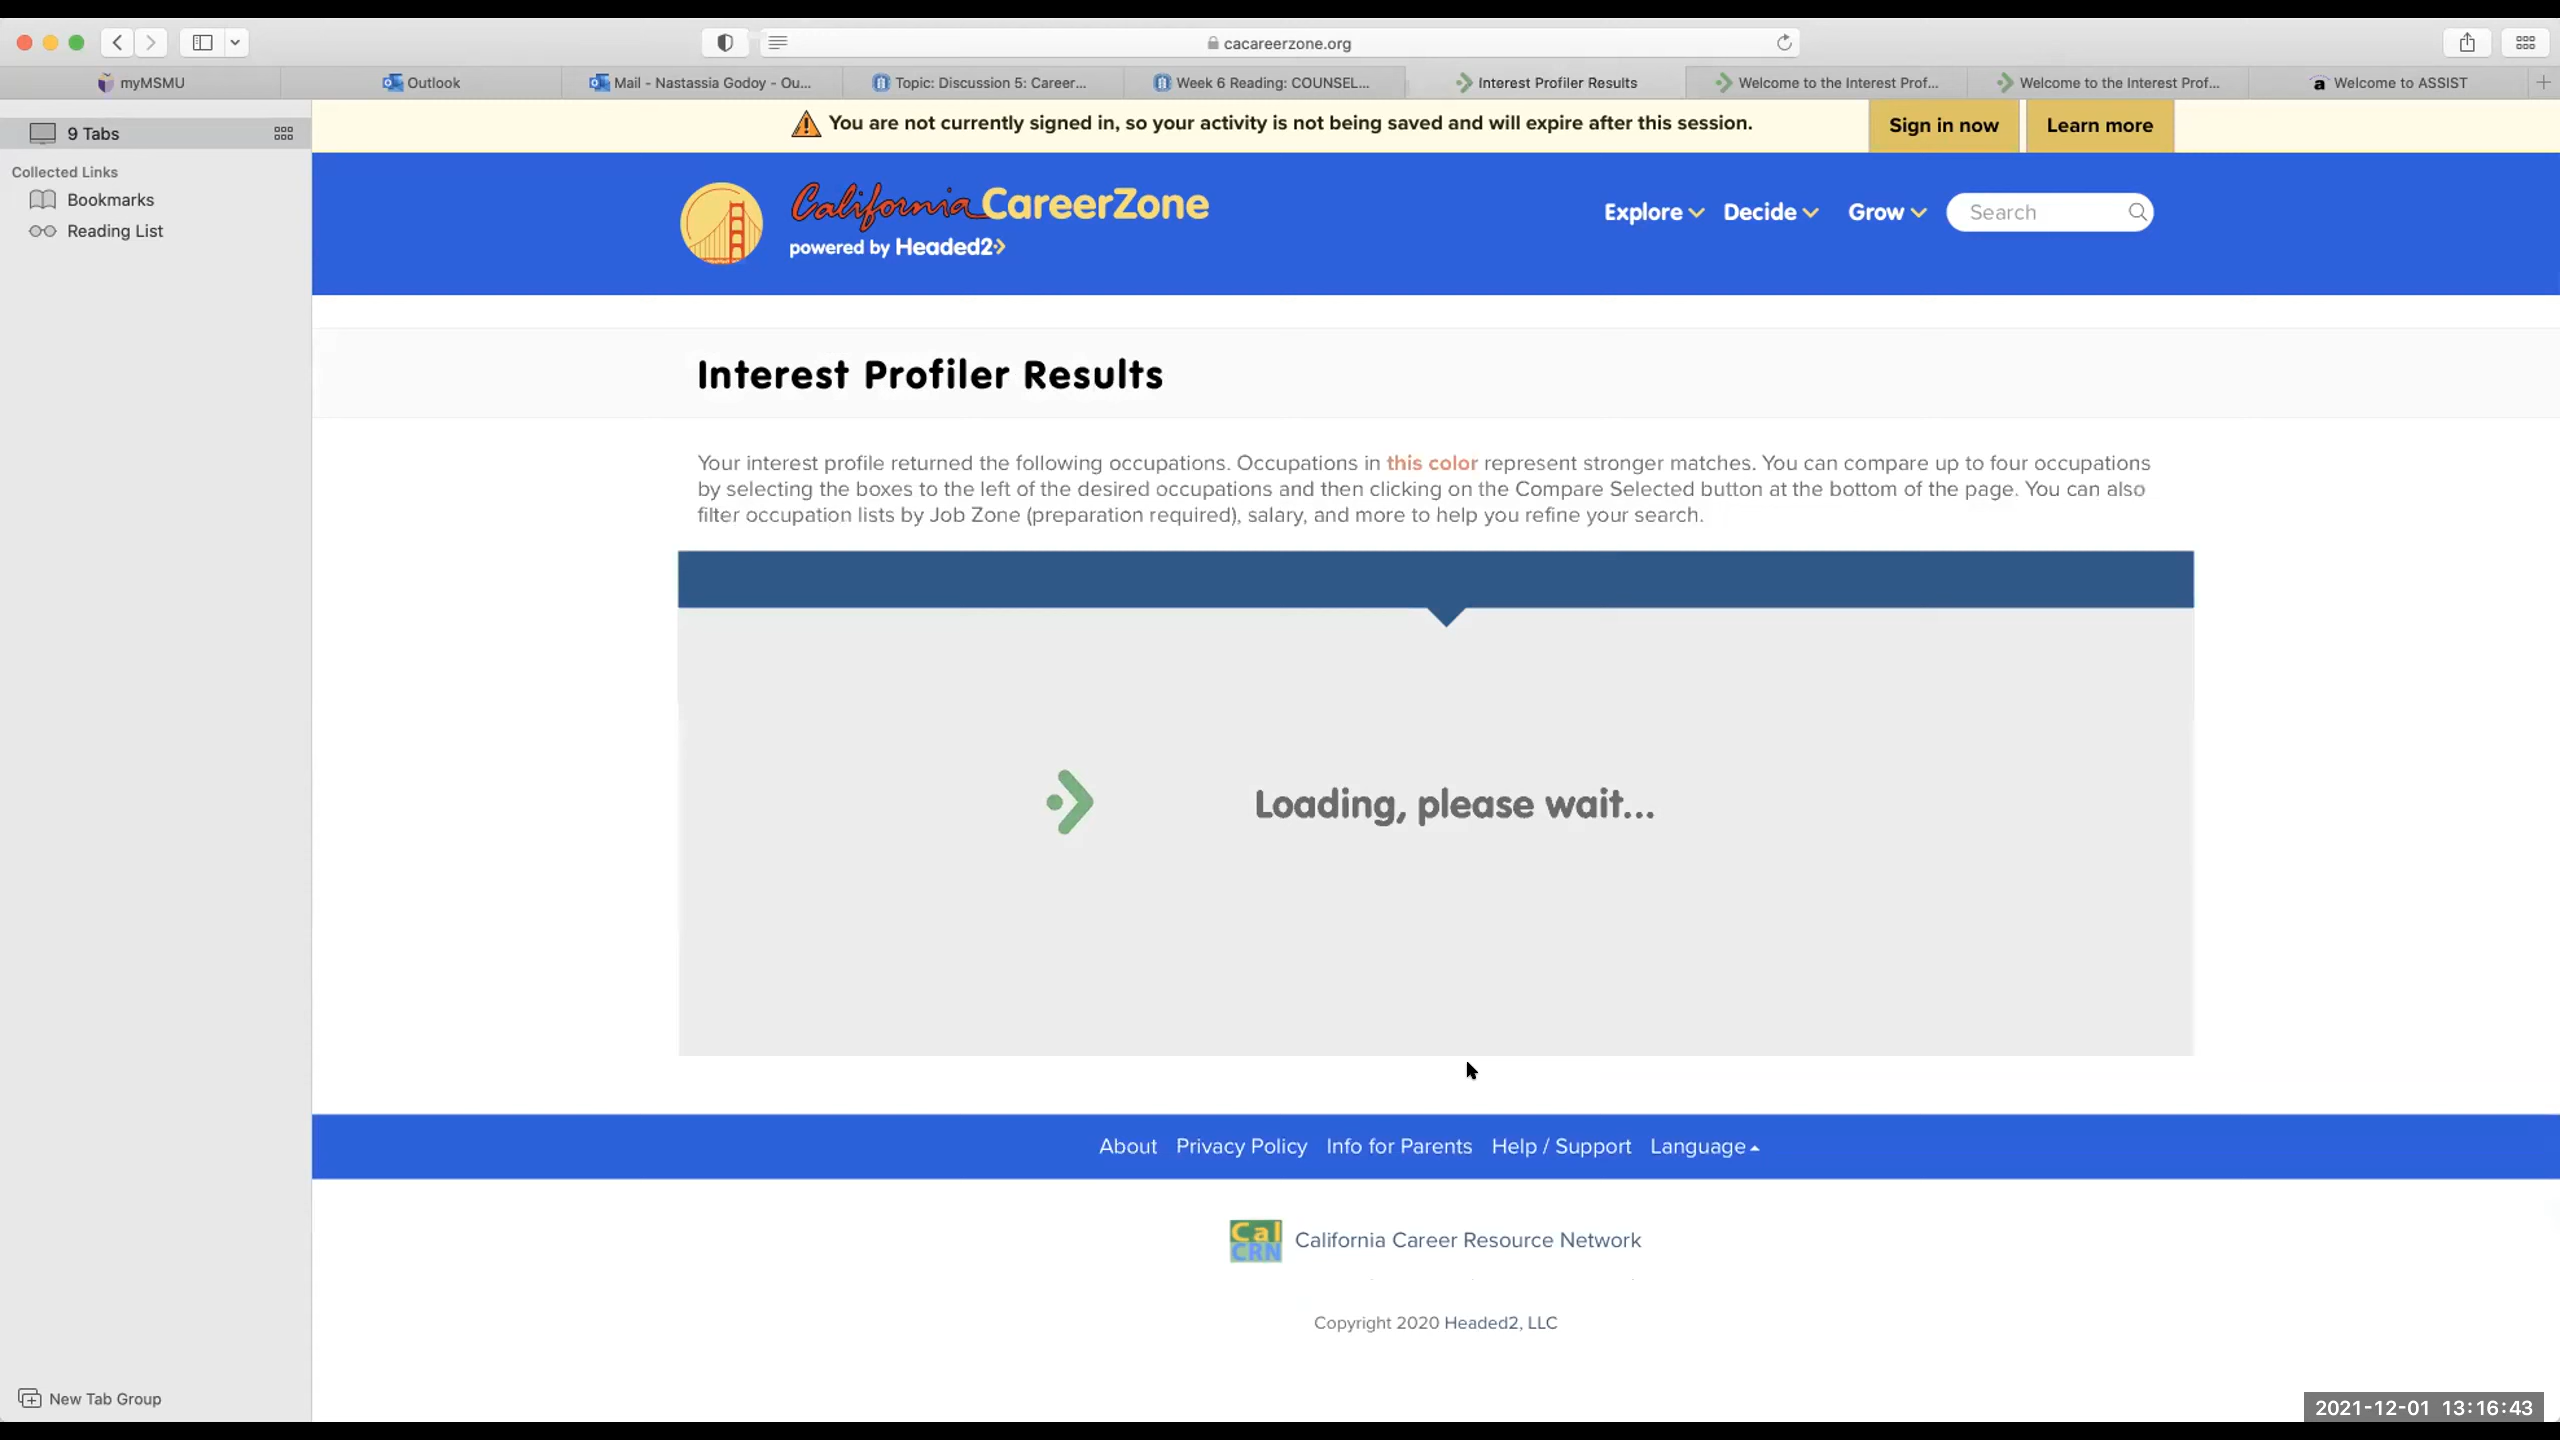 cacareerzone.org
myMSMU
Outlook
Mail - Nastassia Godoy - Ou...
Topic: Discussion 5: Career...
Week 6 Reading: COUNSEL...
Interest Profiler Results
Welcome to the Interest Prof...
Welcome to the Interest Prof...
Welcome to ASSIST
9 Tabs
Collected Links
Bookmarks
Reading List
You are not currently signed in, so your activity is not being saved and will expire after this session.
Sign in now
Learn more
California CareerZone
powered by Headed2
Explore
Decide
Grow
Search
Interest Profiler Results
Your interest profile returned the following occupations. Occupations in this color represent stronger matches. You can compare up to four occupations
by selecting the boxes to the left of the desired occupations and then clicking on the Compare Selected button at the bottom of the page. You can also
filter occupation lists by Job Zone (preparation required), salary, and more to help you refine your search.
Loading, please wait...
About
Privacy Policy
Info for Parents
Help / Support
Language
Cal
CRN
California Career Resource Network
Copyright 2020 Headed2, LLC
New Tab Group
2021-12-01 13:16:43